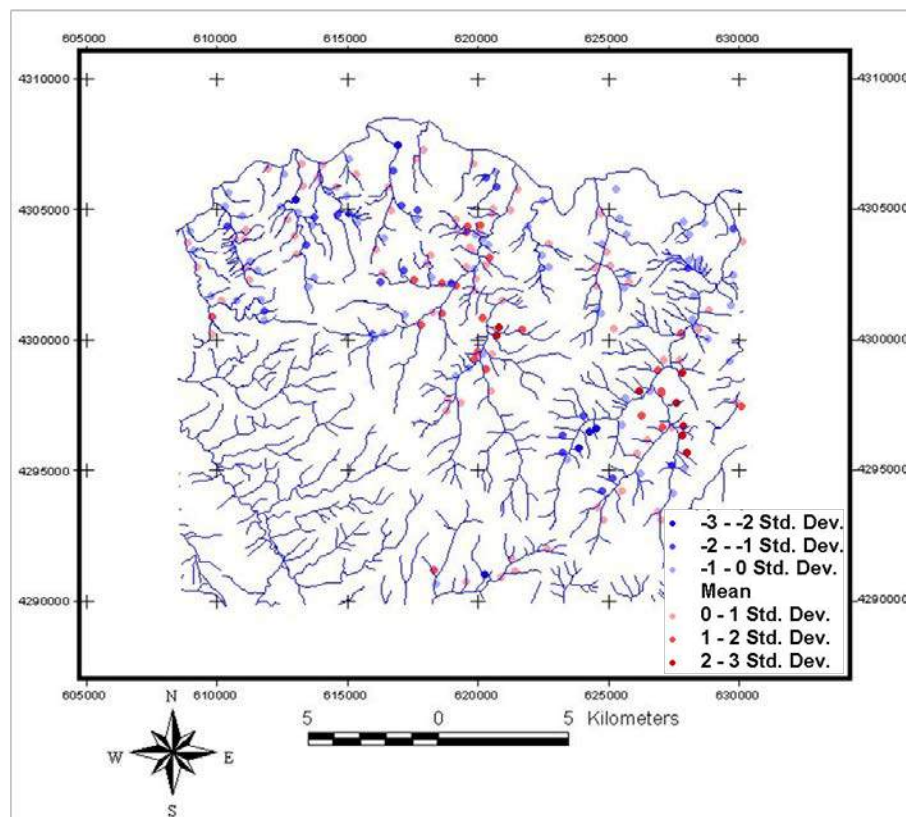 605000 610000 615000 620000 625000 630000
4310000 4310000
4305000 4305000
4300000 4300000
4295000 4295000
-3 - -2 Std. Dev.
-2 - -1 Std. Dev.
-1 - 0 Std. Dev.
Mean
0 - 1 Std. Dev.
1 - 2 Std. Dev.
2 - 3 Std. Dev.
4290000 4290000
605000 610000 615000 620000 625000 630000
N
W E
S
5 0 5 Kilometers